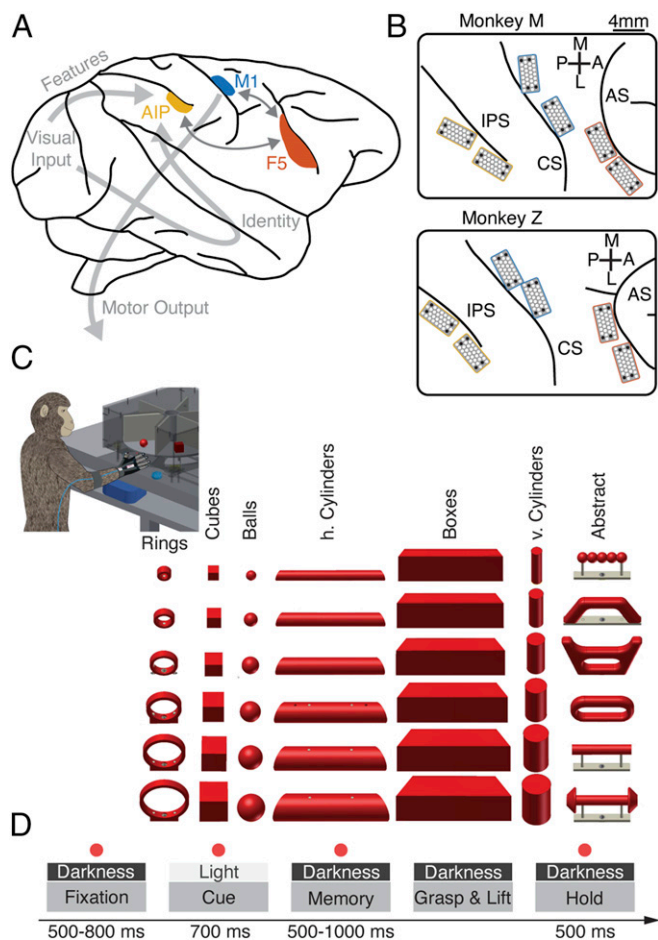 A
Features
M1
AIP
Visual
Input
F5
Identity
Motor Output
B
Monkey M
4mm
M
P A
L
IPS
CS
AS
Monkey Z
M
P A
L
IPS
CS
AS
C
Rings
Cubes
Balls
h. Cylinders
Boxes
v. Cylinders
Abstract
D
Darkness Light Darkness Darkness Darkness
Fixation Cue Memory Grasp & Lift Hold
500-800 ms 700 ms 500-1000 ms 500 ms